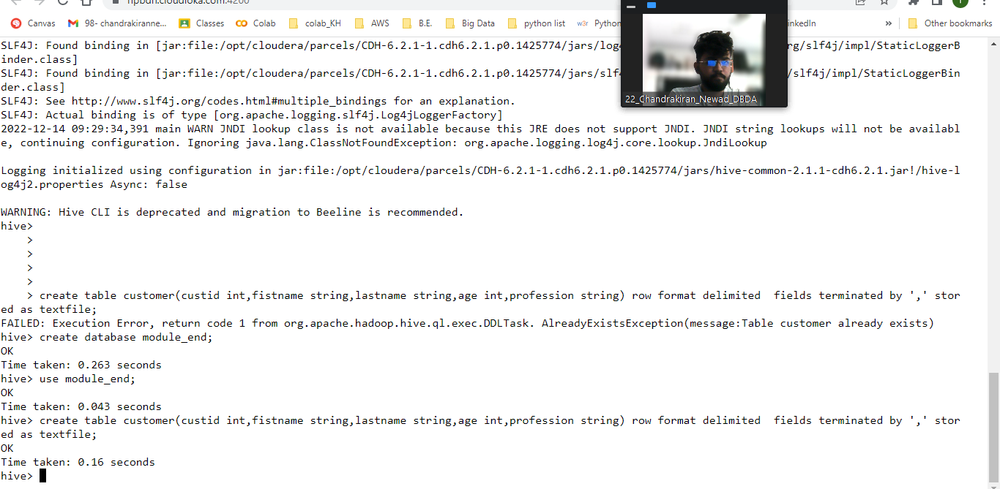 npbdh.cloudloka.com:4200
Canvas 98- chandrakiranne... Classes Colab colab_KH AWS B.E. Big Data python list w3r Python inkedIn » Other bookmarks
SLF4J: Found binding in [jar:file:/opt/cloudera/parcels/CDH-6.2.1-1.cdh6.2.1.p0.1425774/jars/log4 rg/slf4j/impl/StaticLoggerB
inder.class]
SLF4J: Found binding in [jar:file:/opt/cloudera/parcels/CDH-6.2.1-1.cdh6.2.1.p0.1425774/jars/slf4 /slf4j/impl/StaticLoggerBin
der.class]
SLF4J: See http://www.slf4j.org/codes.html#multiple_bindings for an explanation.
22_Chandrakiran_Newad_DBDA
SLF4J: Actual binding is of type [org.apache.logging.slf4j.Log4jLoggerFactory]
2022-12-14 09:29:34,391 main WARN JNDI lookup class is not available because this JRE does not support JNDI. JNDI string lookups will not be availabl
e, continuing configuration. Ignoring java.lang.ClassNotFoundException: org.apache.logging.log4j.core.lookup.JndiLookup
Logging initialized using configuration in jar:file:/opt/cloudera/parcels/CDH-6.2.1-1.cdh6.2.1.p0.1425774/jars/hive-common-2.1.1-cdh6.2.1.jar!/hive-l
og4j2.properties Async: false
WARNING: Hive CLI is deprecated and migration to Beeline is recommended.
hive>
>
>
>
>
> create table customer(custid int,fistname string,lastname string,age int,profession string) row format delimited  fields terminated by ',' stor
ed as textfile;
FAILED: Execution Error, return code 1 from org.apache.hadoop.hive.ql.exec.DDLTask. AlreadyExistsException(message:Table customer already exists)
hive> create database module_end;
OK
Time taken: 0.263 seconds
hive> use module_end;
OK
Time taken: 0.043 seconds
hive> create table customer(custid int,fistname string,lastname string,age int,profession string) row format delimited  fields terminated by ',' stor
ed as textfile;
OK
Time taken: 0.16 seconds
hive>